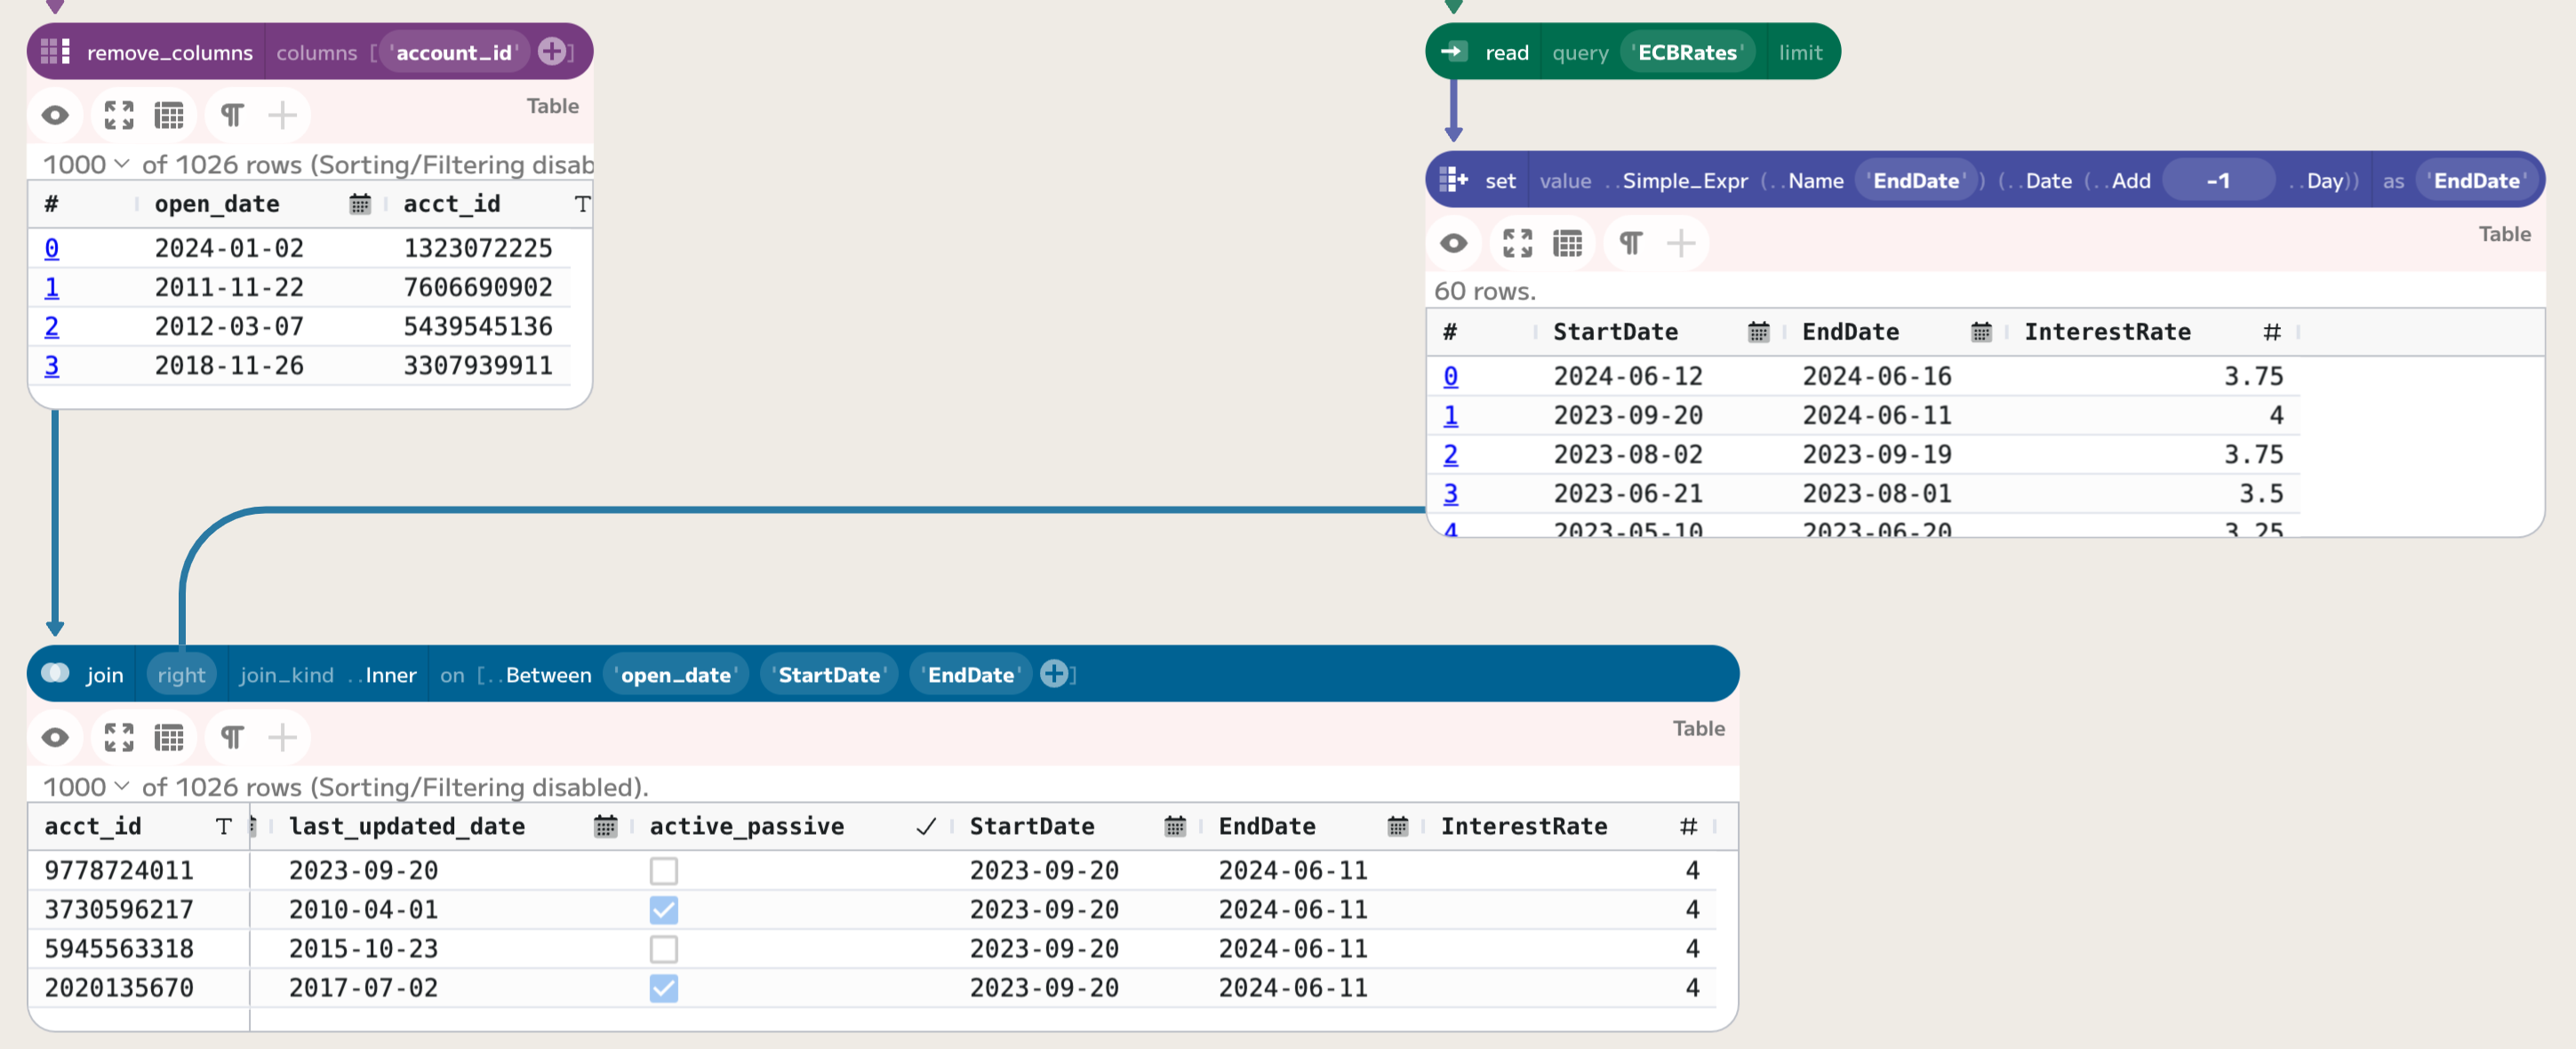 remove_columns columns [ 'account_id' ]
Table
1000 of 1026 rows (Sorting/Filtering disab
# open_date acct_id T
0 2024-01-02 1323072225
1 2011-11-22 7606690902
2 2012-03-07 5439545136
3 2018-11-26 3307939911
read query 'ECBRates' limit
set value ..Simple_Expr (..Name 'EndDate') (..Date (..Add -1 ..Day)) as 'EndDate'
Table
60 rows.
# StartDate EndDate InterestRate #
0 2024-06-12 2024-06-16 3.75
1 2023-09-20 2024-06-11 4
2 2023-08-02 2023-09-19 3.75
3 2023-06-21 2023-08-01 3.5
4 2023-05-10 2023-06-20 3.25
join right join_kind ..Inner on [..Between 'open_date' 'StartDate' 'EndDate' ]
Table
1000 of 1026 rows (Sorting/Filtering disabled).
acct_id T last_updated_date active_passive StartDate EndDate InterestRate #
9778724011 2023-09-20 2023-09-20 2024-06-11 4
3730596217 2010-04-01 2023-09-20 2024-06-11 4
5945563318 2015-10-23 2023-09-20 2024-06-11 4
2020135670 2017-07-02 2023-09-20 2024-06-11 4